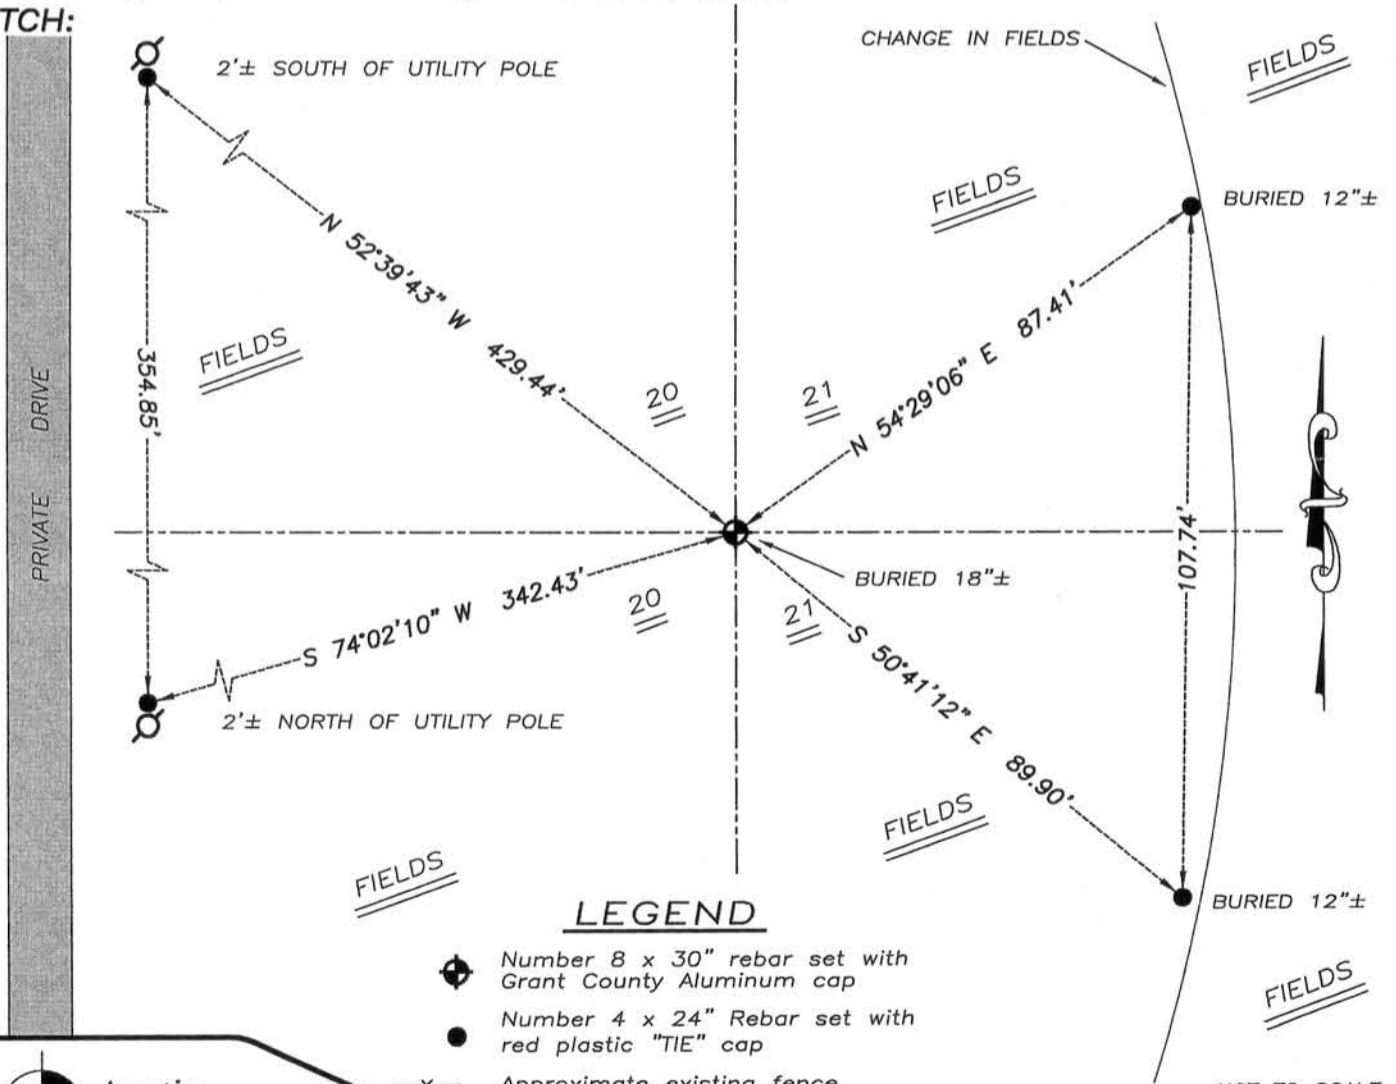 TCH:
CHANGE IN FIELDS
FIELDS
2'± SOUTH OF UTILITY POLE
FIELDS
BURIED 12"±
N 52°39'43" W 429.44'
N 54°29'06" E 87.41'
FIELDS
354.85'
20
21
PRIVATE DRIVE
107.74'
BURIED 18"±
S 74°02'10" W 342.43'
20
21
S 50°41'12" E 89.90'
2'± NORTH OF UTILITY POLE
FIELDS
FIELDS
BURIED 12"±
LEGEND
Number 8 x 30" rebar set with
Grant County Aluminum cap
FIELDS
Number 4 x 24" Rebar set with
red plastic "TIE" cap
Approximate existing fence